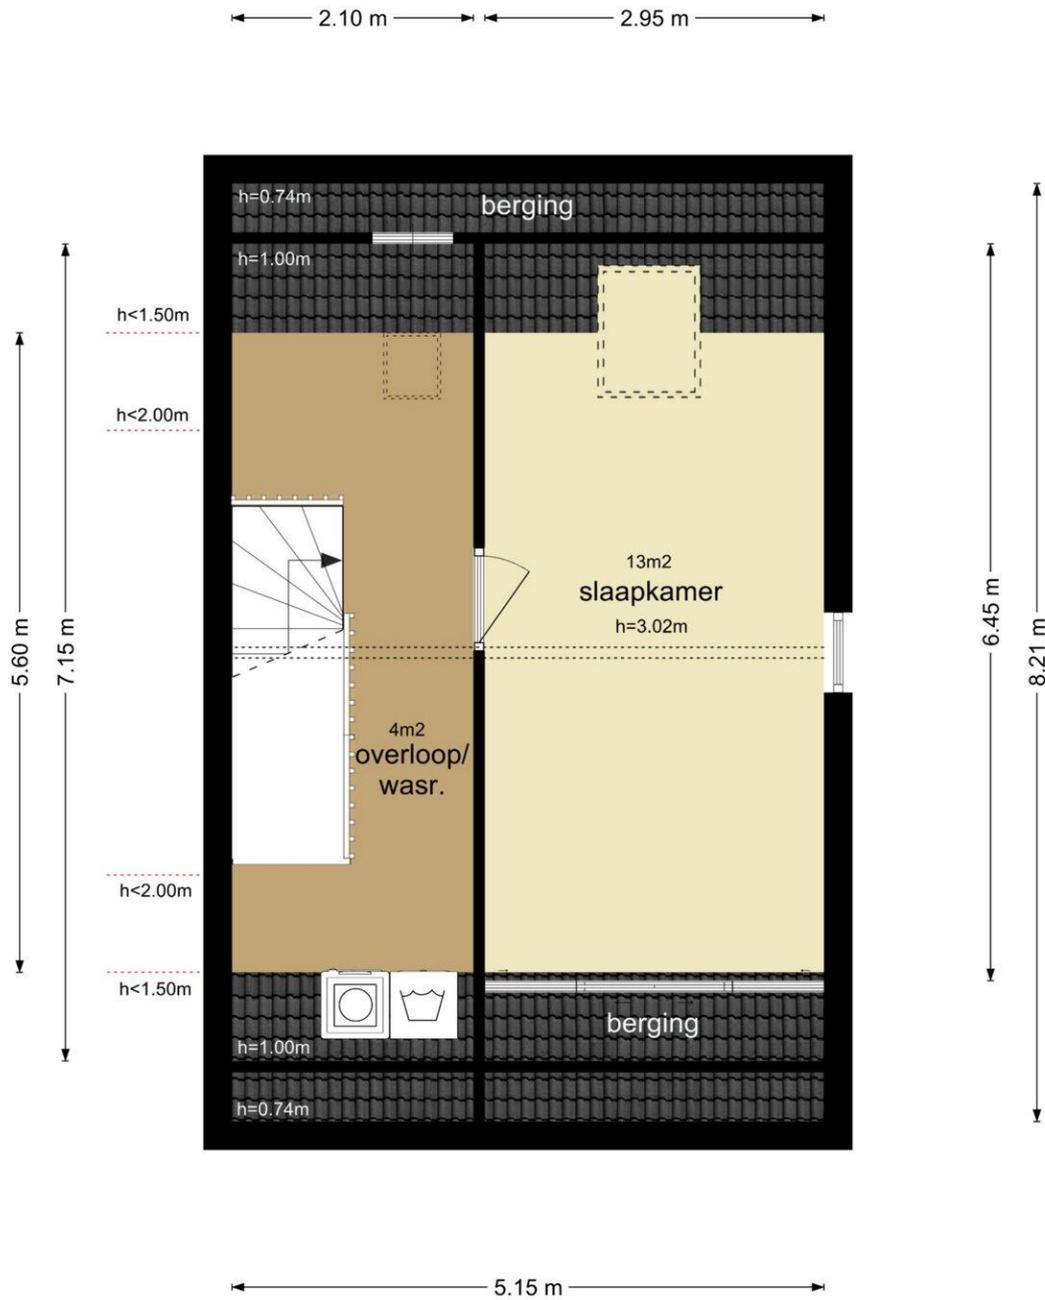 2.10 m
2.95 m
h=0.74m
berging
h=1.00m
h<1.50m
h<2.00m
13m2
slaapkamer
h=3.02m
5.60 m
7.15 m
6.45 m
8.21 m
4m2
overloop/
wasr.
h<2.00m
h<1.50m
berging
h=1.00m
h=0.74m
5.15 m